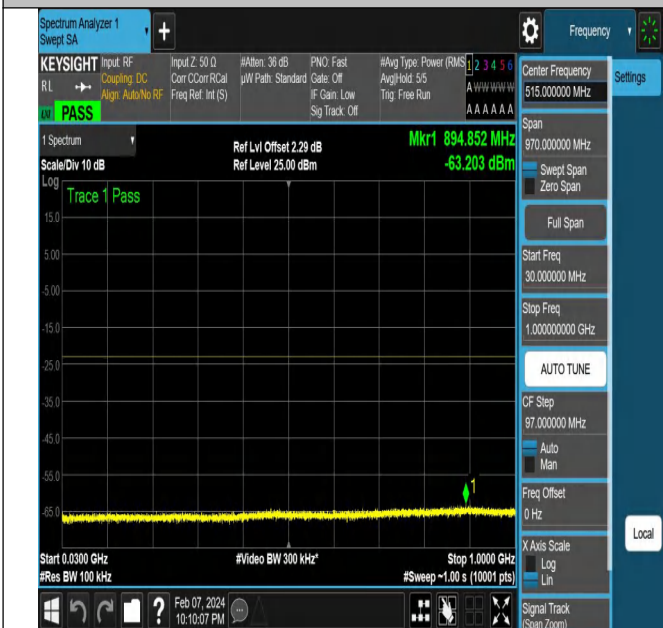 Spectrum Analyzer 1
Swept SA
Frequency
KEYSIGHT
Input: RF
Coupling: DC
Align: Auto/No RF
Input Z: 50 Ω
Corr CCorr RCal
Freq Ref: Int (S)
#Atten: 36 dB
µW Path: Standard
PNO: Fast
Gate: Off
IF Gain: Low
Sig Track: Off
#Avg Type: Power (RMS
Avg|Hold: 5/5
Trig: Free Run
1 2 3 4 5 6
A W W W W W
A A A A A A
R L
LXI
PASS
1 Spectrum
Scale/Div 10 dB
Ref Lvl Offset 2.29 dB
Ref Level 25.00 dBm
Mkr1 894.852 MHz
-63.203 dBm
Log
Trace 1 Pass
15.0
5.00
-5.00
-15.0
-25.0
-35.0
-45.0
-55.0
-65.0
1
Start 0.0300 GHz
#Res BW 100 kHz
#Video BW 300 kHz*
Stop 1.0000 GHz
#Sweep ~1.00 s (10001 pts)
Feb 07, 2024
10:10:07 PM
Center Frequency
515.000000 MHz
Settings
Span
970.000000 MHz
Swept Span
Zero Span
Full Span
Start Freq
30.000000 MHz
Stop Freq
1.000000000 GHz
AUTO TUNE
CF Step
97.000000 MHz
Auto
Man
Freq Offset
0 Hz
X Axis Scale
Log
Lin
Local
Signal Track
(Span Zoom)